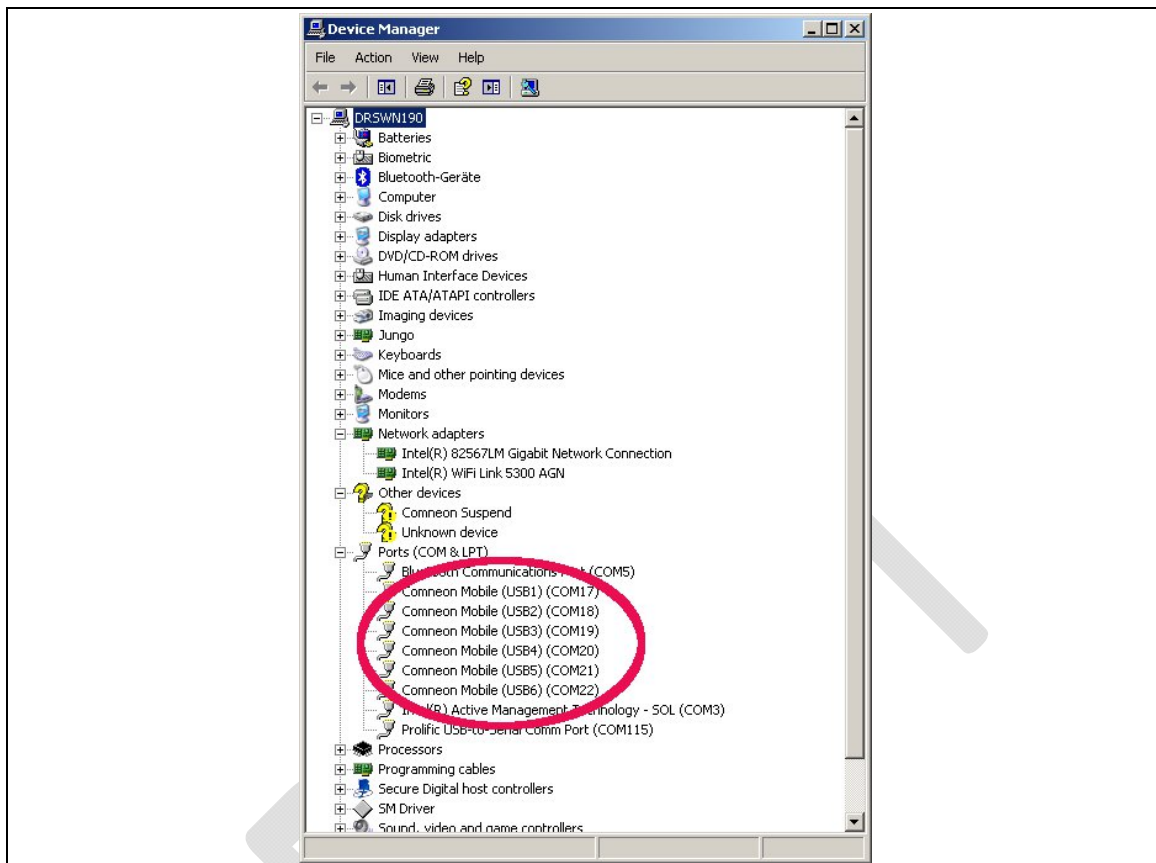 Device Manager
File Action View Help
DRSWN190
Batteries
Biometric
Bluetooth-Geräte
Computer
Disk drives
Display adapters
DVD/CD-ROM drives
Human Interface Devices
IDE ATA/ATAPI controllers
Imaging devices
Jungo
Keyboards
Mice and other pointing devices
Modems
Monitors
Network adapters
Intel(R) 82567LM Gigabit Network Connection
Intel(R) WiFi Link 5300 AGN
Other devices
Comneon Suspend
Unknown device
Ports (COM & LPT)
Bluetooth Communications Port (COM5)
Comneon Mobile (USB1) (COM17)
Comneon Mobile (USB2) (COM18)
Comneon Mobile (USB3) (COM19)
Comneon Mobile (USB4) (COM20)
Comneon Mobile (USB5) (COM21)
Comneon Mobile (USB6) (COM22)
Intel(R) Active Management Technology - SOL (COM3)
Prolific USB-to-Serial Comm Port (COM115)
Processors
Programming cables
Secure Digital host controllers
SM Driver
Sound, video and game controllers